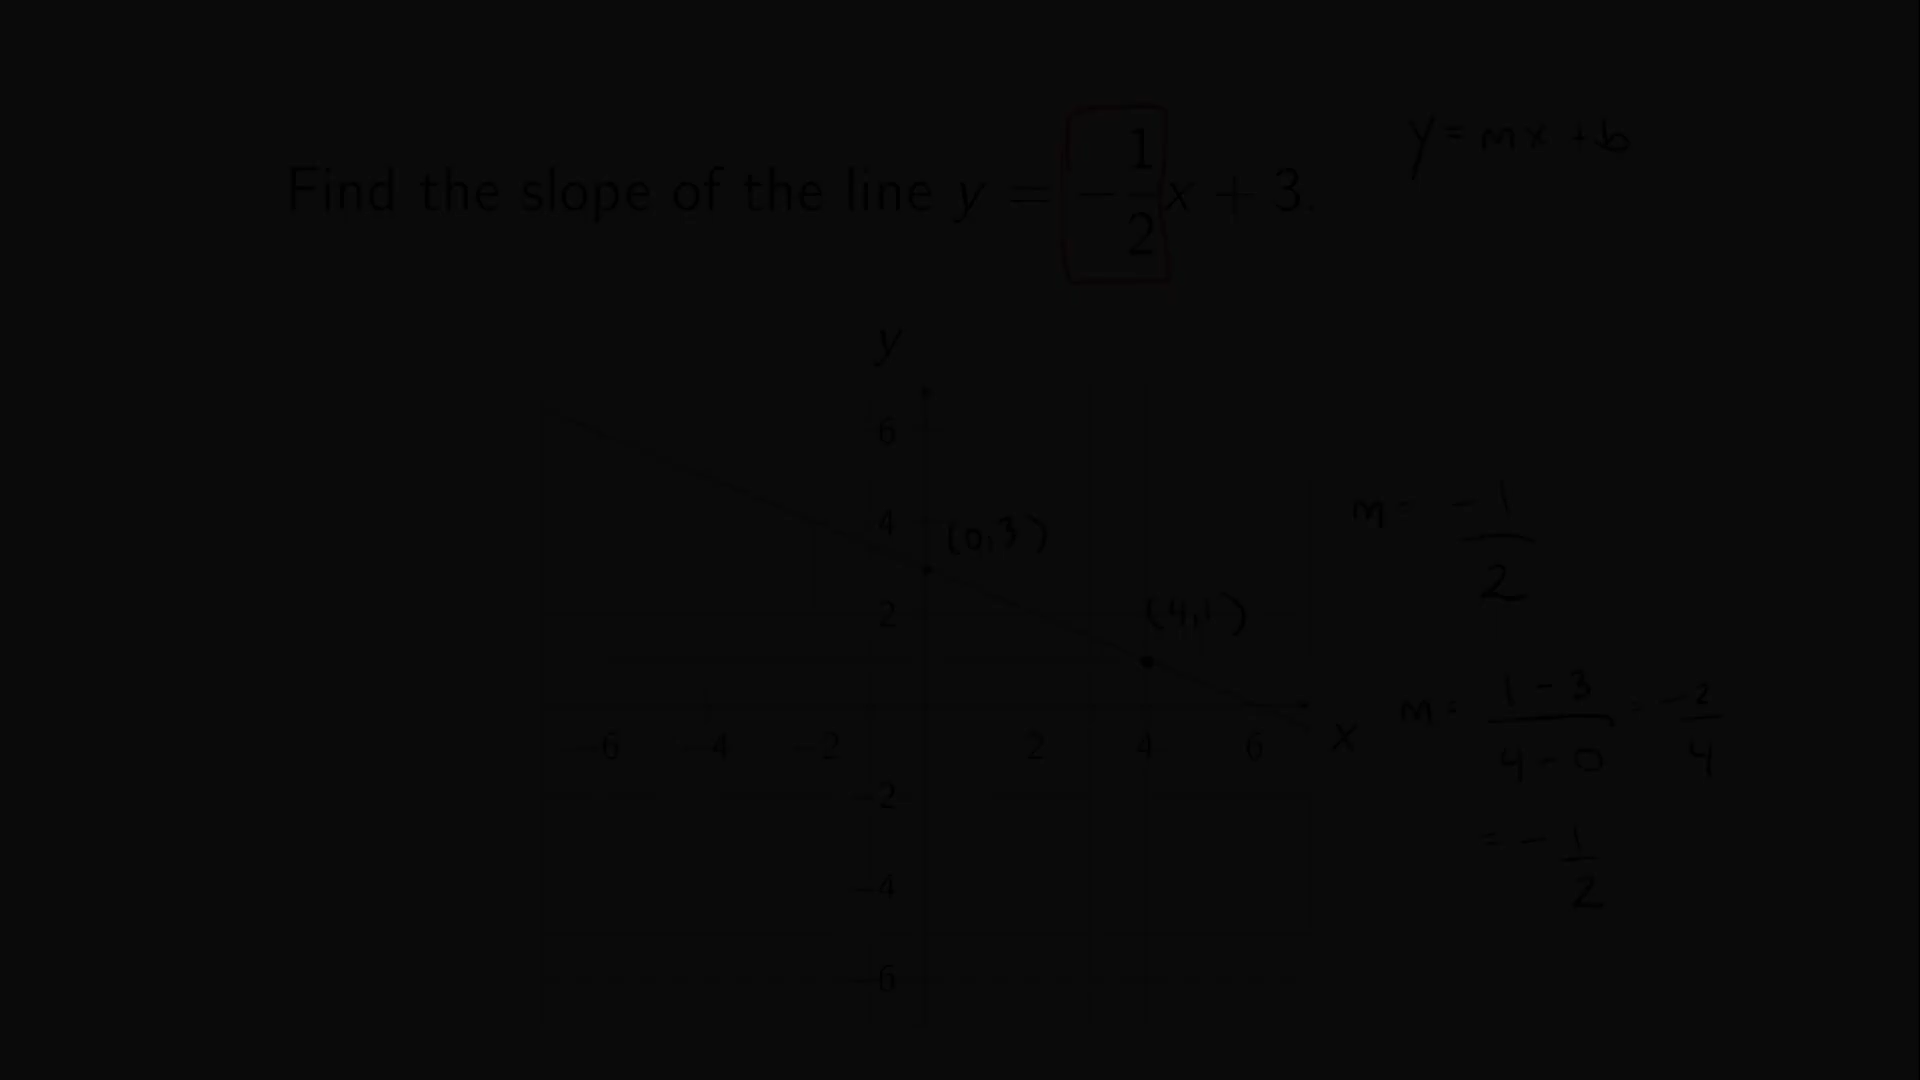 Find the slope of the line y = -1/2 x + 3.
y = mx + b
y
6
4
(0,3)
2
(4,1)
-6 -4 -2 2 4 6 x
-2
-4
-6
m = -1/2
m = (1 - 3)/(4 - 0) = -2/4
= -1/2